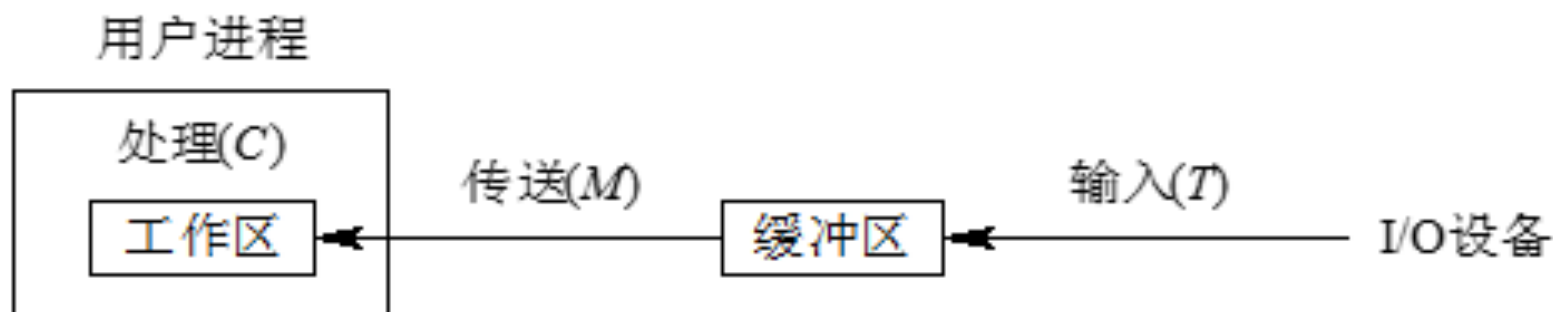 用户进程
处理(C)
传送(M)
输入(T)
工作区
缓冲区
I/O设备